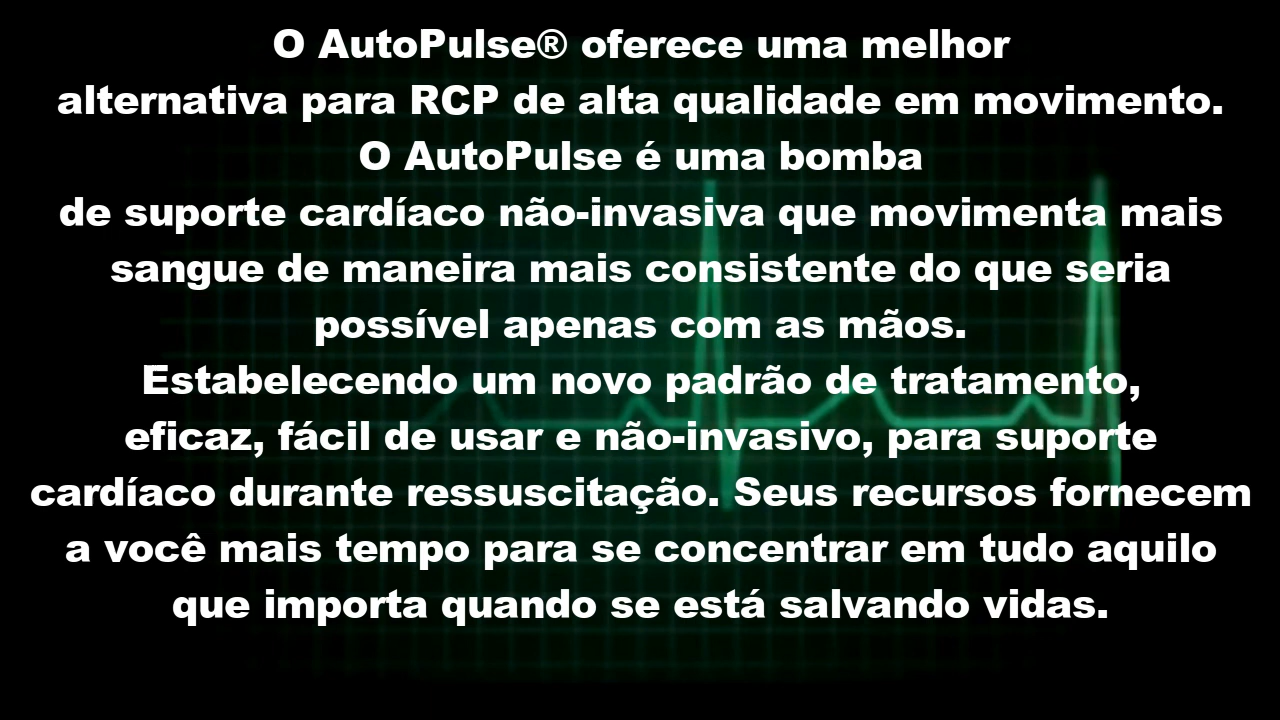 O AutoPulse® oferece uma melhor
alternativa para RCP de alta qualidade em movimento.
O AutoPulse é uma bomba
de suporte cardíaco não-invasiva que movimenta mais
sangue de maneira mais consistente do que seria
possível apenas com as mãos.
Estabelecendo um novo padrão de tratamento,
eficaz, fácil de usar e não-invasivo, para suporte
cardíaco durante ressuscitação. Seus recursos fornecem
a você mais tempo para se concentrar em tudo aquilo
que importa quando se está salvando vidas.